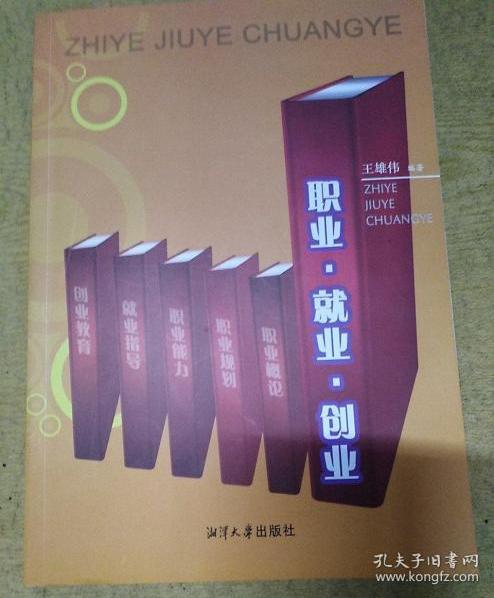 ZHIYE JIUYE CHUANGYE
王雄伟 编著
ZHIYE
JIUYE
CHUANGYE
职业·就业·创业
创业教育
就业指导
职业能力
职业规划
职业概论
湘潭大学出版社
孔夫子旧书网
www.kongfz.com